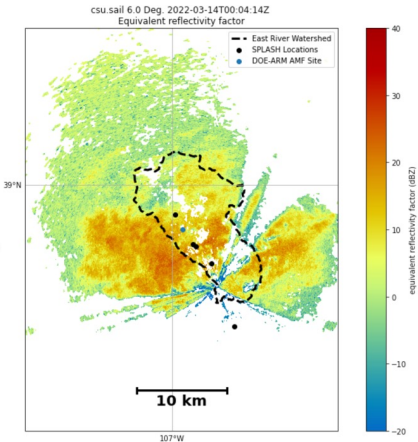 csu.sail 6.0 Deg. 2022-03-14T00:04:14Z
Equivalent reflectivity factor
East River Watershed
SPLASH Locations
DOE-ARM AMF Site
39°N
10 km
107°W
40
30
20
10
0
−10
−20
equivalent reflectivity factor (dBZ)